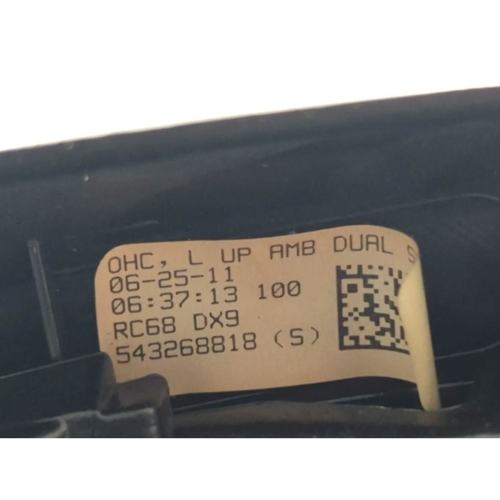 OHC, L UP AMB DUAL
06-25-11
06:37:13 100
RC68 DX9
543268818 (S)